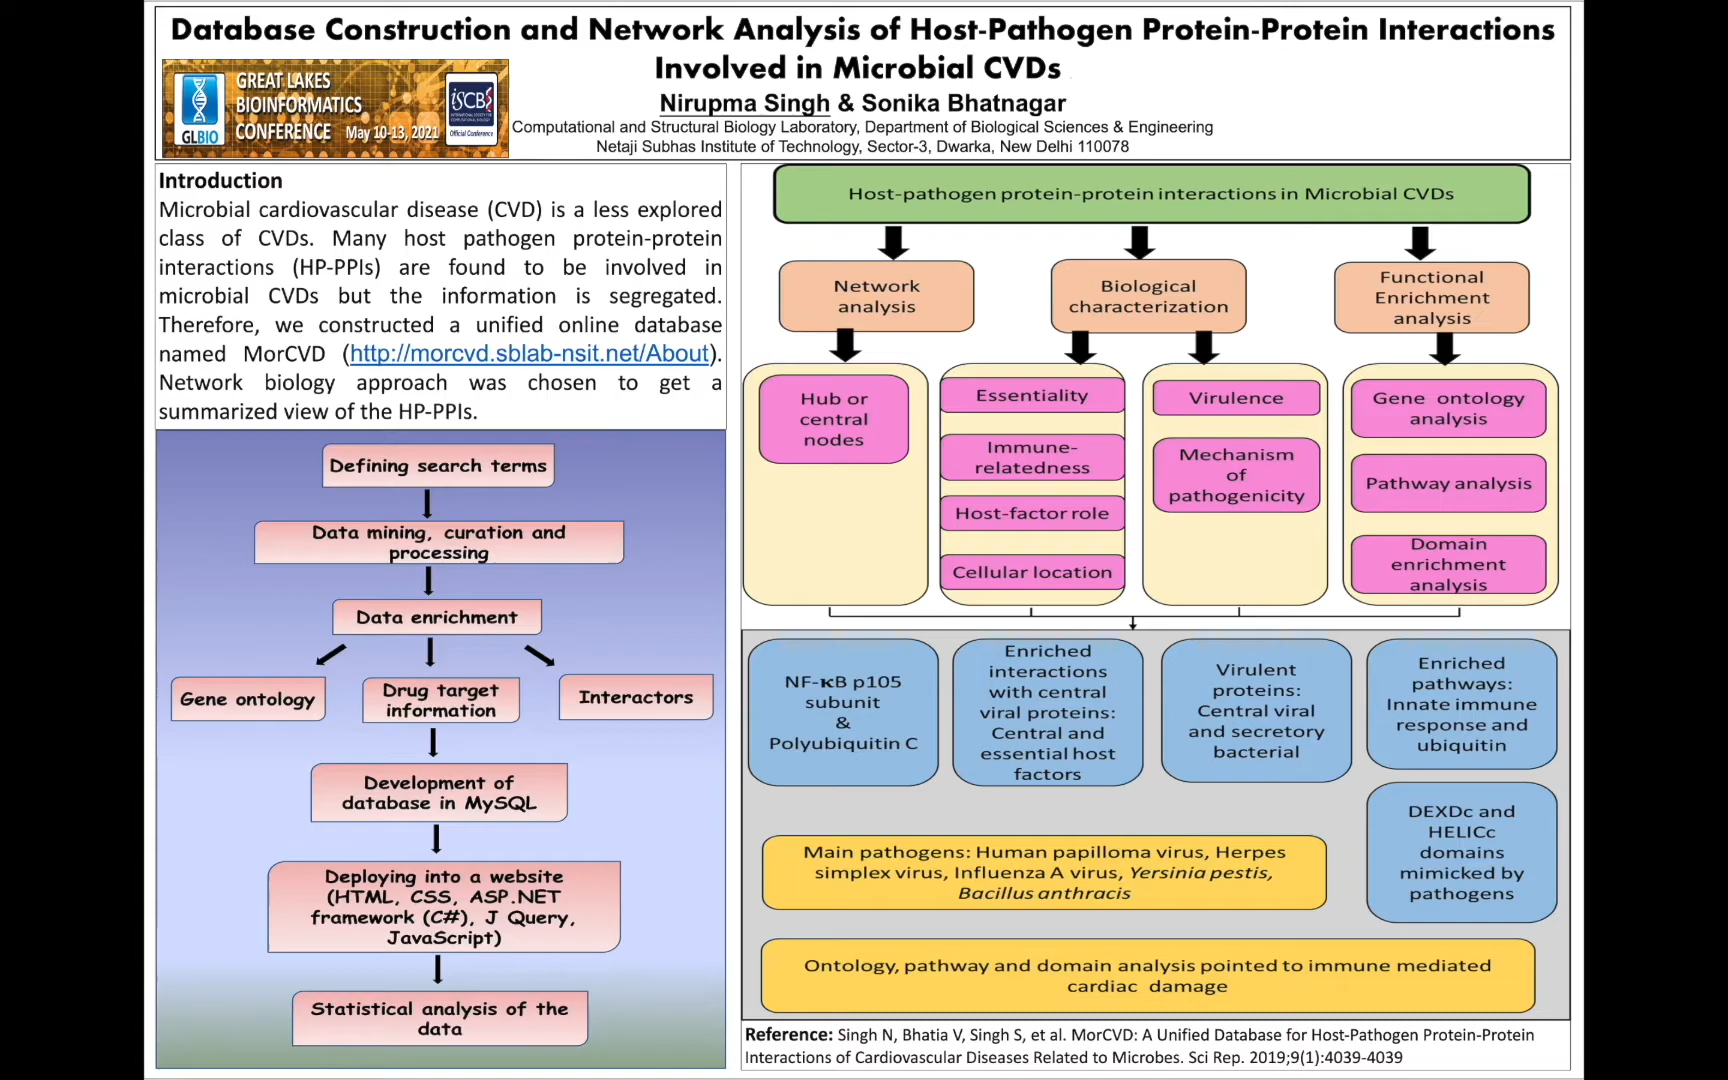 Database Construction and Network Analysis of Host-Pathogen Protein-Protein Interactions
Involved in Microbial CVDs
Nirupma Singh & Sonika Bhatnagar
Computational and Structural Biology Laboratory, Department of Biological Sciences & Engineering
Netaji Subhas Institute of Technology, Sector-3, Dwarka, New Delhi 110078
GLBIO
GREAT LAKES
BIOINFORMATICS
CONFERENCE May 10-13, 2021
iSCB
Official Conference
Introduction
Microbial cardiovascular disease (CVD) is a less explored
class of CVDs. Many host pathogen protein-protein
interactions (HP-PPIs) are found to be involved in
microbial CVDs but the information is segregated.
Therefore, we constructed a unified online database
named MorCVD (http://morcvd.sblab-nsit.net/About).
Network biology approach was chosen to get a
summarized view of the HP-PPIs.
Defining search terms
Data mining, curation and
processing
Data enrichment
Gene ontology
Drug target
information
Interactors
Development of
database in MySQL
Deploying into a website
(HTML, CSS, ASP.NET
framework (C#), J Query,
JavaScript)
Statistical analysis of the
data
Host-pathogen protein-protein interactions in Microbial CVDs
Network
analysis
Biological
characterization
Functional
Enrichment
analysis
Hub or
central
nodes
Essentiality
Immune-
relatedness
Host-factor role
Cellular location
Virulence
Mechanism
of
pathogenicity
Gene ontology
analysis
Pathway analysis
Domain
enrichment
analysis
NF-κB p105
subunit
&
Polyubiquitin C
Enriched
interactions
with central
viral proteins:
Central and
essential host
factors
Virulent
proteins:
Central viral
and secretory
bacterial
Enriched
pathways:
Innate immune
response and
ubiquitin
DEXDc and
HELICc
domains
mimicked by
pathogens
Main pathogens: Human papilloma virus, Herpes
simplex virus, Influenza A virus, Yersinia pestis,
Bacillus anthracis
Ontology, pathway and domain analysis pointed to immune mediated
cardiac damage
Reference: Singh N, Bhatia V, Singh S, et al. MorCVD: A Unified Database for Host-Pathogen Protein-Protein
Interactions of Cardiovascular Diseases Related to Microbes. Sci Rep. 2019;9(1):4039-4039